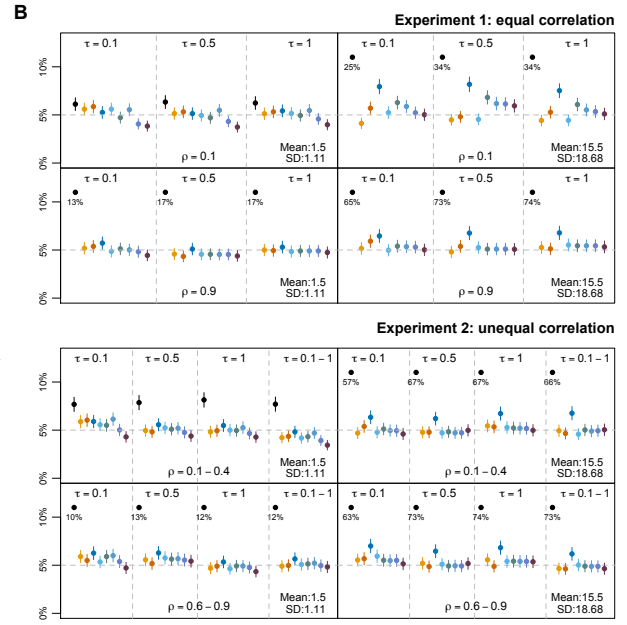 B
Experiment 1: equal correlation
τ = 0.1 τ = 0.5 τ = 1 τ = 0.1 τ = 0.5 τ = 1
10%
5%
0%
25% 34% 34%
ρ = 0.1 Mean:1.5 ρ = 0.1 Mean:15.5
SD:1.11 SD:18.68
τ = 0.1 τ = 0.5 τ = 1 τ = 0.1 τ = 0.5 τ = 1
10%
5%
0%
13% 17% 17% 65% 73% 74%
ρ = 0.9 Mean:1.5 ρ = 0.9 Mean:15.5
SD:1.11 SD:18.68
Experiment 2: unequal correlation
τ = 0.1 τ = 0.5 τ = 1 τ = 0.1 − 1 τ = 0.1 τ = 0.5 τ = 1 τ = 0.1 − 1
10%
5%
0%
57% 67% 67% 66%
ρ = 0.1 − 0.4 Mean:1.5 ρ = 0.1 − 0.4 Mean:15.5
SD:1.11 SD:18.68
τ = 0.1 τ = 0.5 τ = 1 τ = 0.1 − 1 τ = 0.1 τ = 0.5 τ = 1 τ = 0.1 − 1
10%
5%
0%
10% 13% 12% 12% 63% 73% 74% 73%
ρ = 0.6 − 0.9 Mean:1.5 ρ = 0.6 − 0.9 Mean:15.5
SD:1.11 SD:18.68